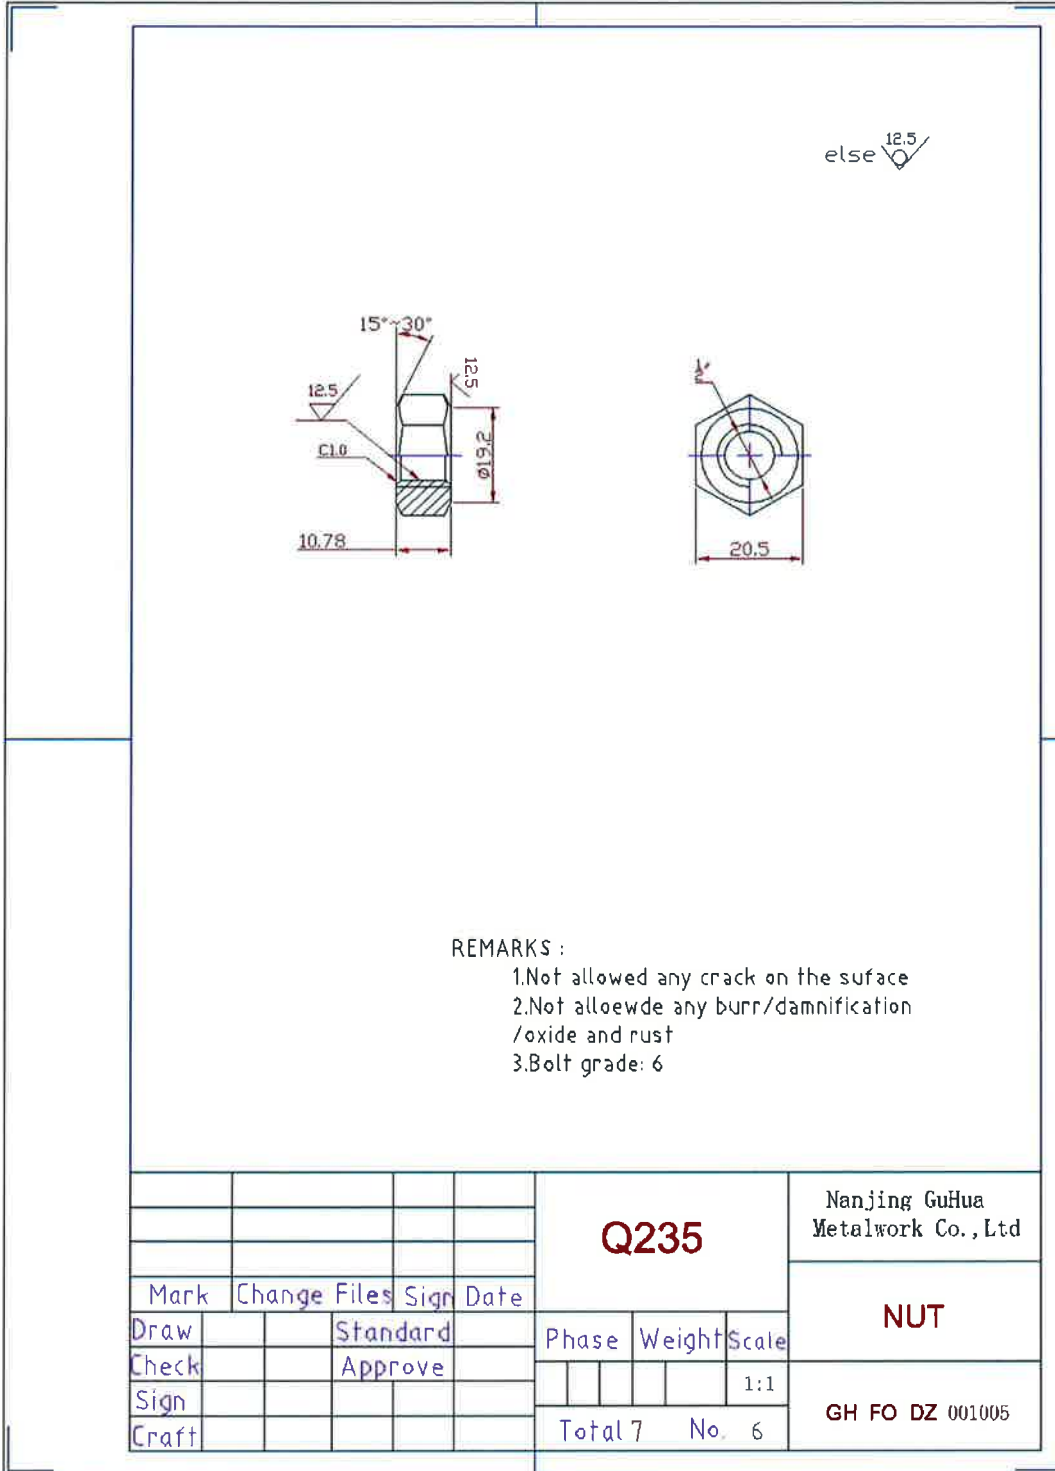 else 12.5
15°~30°
12.5
12.5
C1.0
Ø19.2
10.78
1/2"
20.5
REMARKS :
1.Not allowed any crack on the suface
2.Not alloewde any burr/damnification
/oxide and rust
3.Bolt grade: 6
Q235
Nanjing GuHua
Metalwork Co.,Ltd
Mark Change Files Sign Date
NUT
Draw Standard
Phase Weight Scale
Check Approve
1:1
Sign
GH FO DZ 001005
Total 7 No. 6
Craft